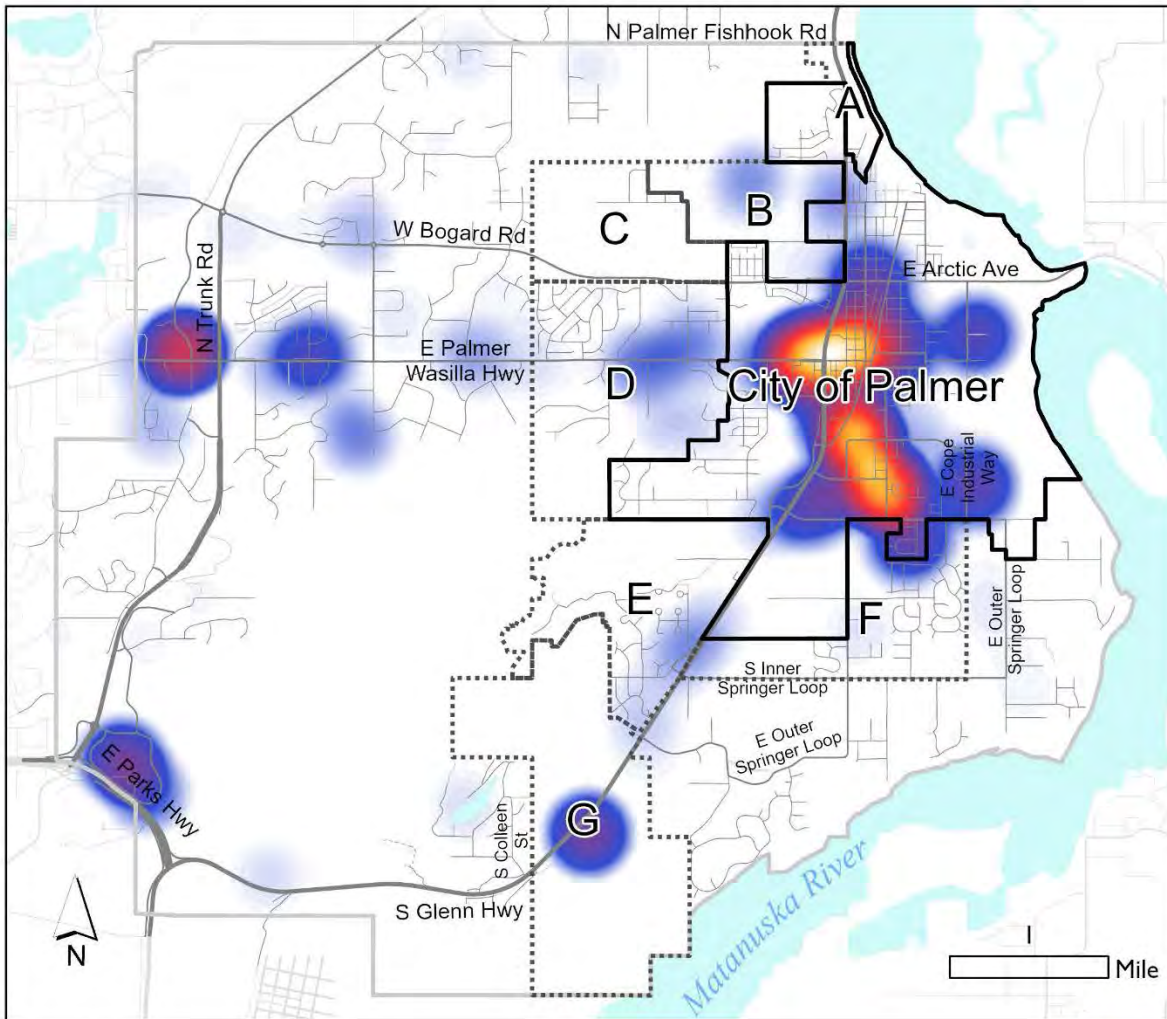 N Palmer Fishhook Rd
A
B
C
W Bogard Rd
E Arctic Ave
N Trunk Rd
E Palmer
Wasilla Hwy
D
City of Palmer
E Cope
Industrial
Way
E
F
E Outer
Springer Loop
S Inner
Springer Loop
E Outer
Springer Loop
E Parks Hwy
G
S Colleen
St
S Glenn Hwy
Matanuska River
N
1
Mile